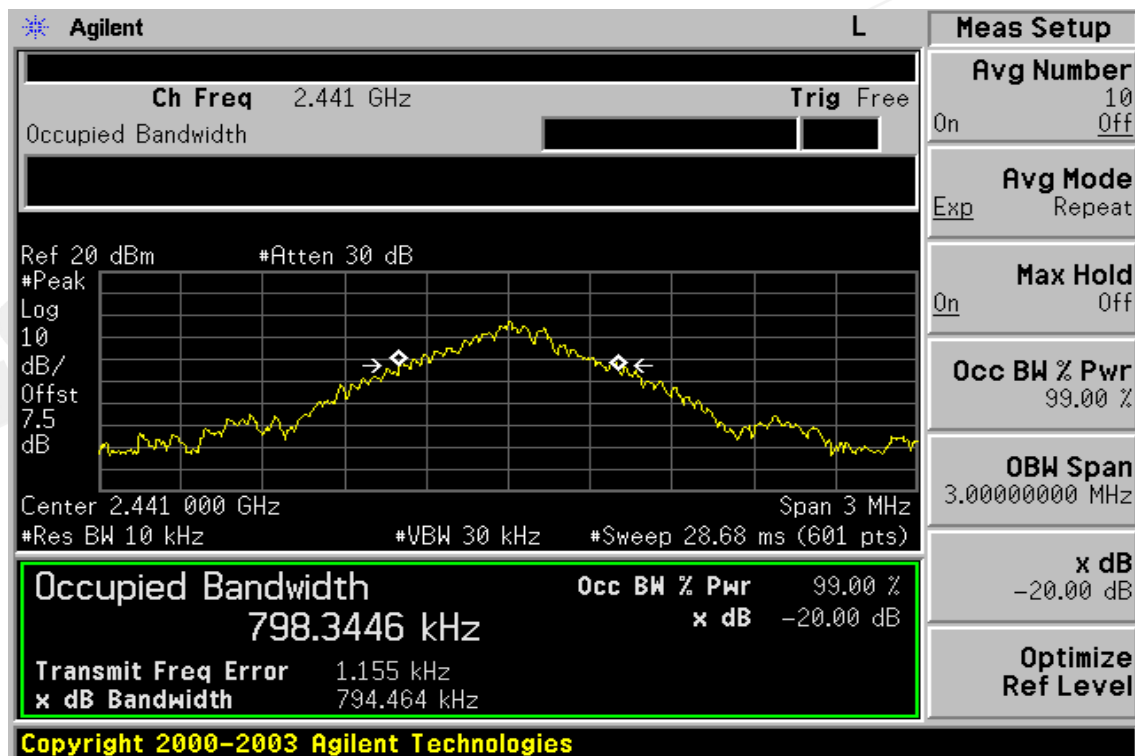 Agilent L
Ch Freq 2.441 GHz Trig Free
Occupied Bandwidth
Ref 20 dBm #Atten 30 dB
#Peak
Log
10
dB/
Offst
7.5
dB
Center 2.441 000 GHz Span 3 MHz
#Res BW 10 kHz #VBW 30 kHz #Sweep 28.68 ms (601 pts)
Occupied Bandwidth Occ BW % Pwr 99.00 %
798.3446 kHz x dB -20.00 dB
Transmit Freq Error 1.155 kHz
x dB Bandwidth 794.464 kHz
Copyright 2000-2003 Agilent Technologies
Meas Setup
Avg Number
10
On Off
Avg Mode
Exp Repeat
Max Hold
On Off
Occ BW % Pwr
99.00 %
OBW Span
3.00000000 MHz
x dB
-20.00 dB
Optimize
Ref Level